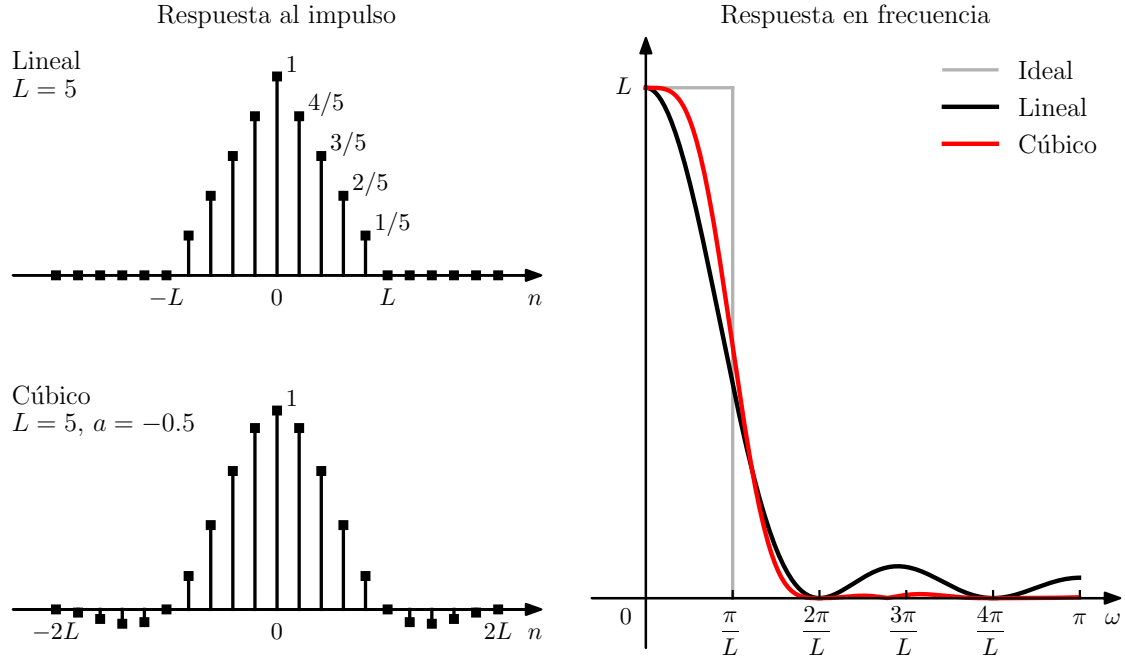 Respuesta al impulso
Lineal
L = 5
1
4/5
3/5
2/5
1/5
−L
0
L
n
Cúbico
L = 5, a = −0.5
1
−2L
0
2L
n
Respuesta en frecuencia
Ideal
Lineal
Cúbico
L
0
π/L
2π/L
3π/L
4π/L
π
ω